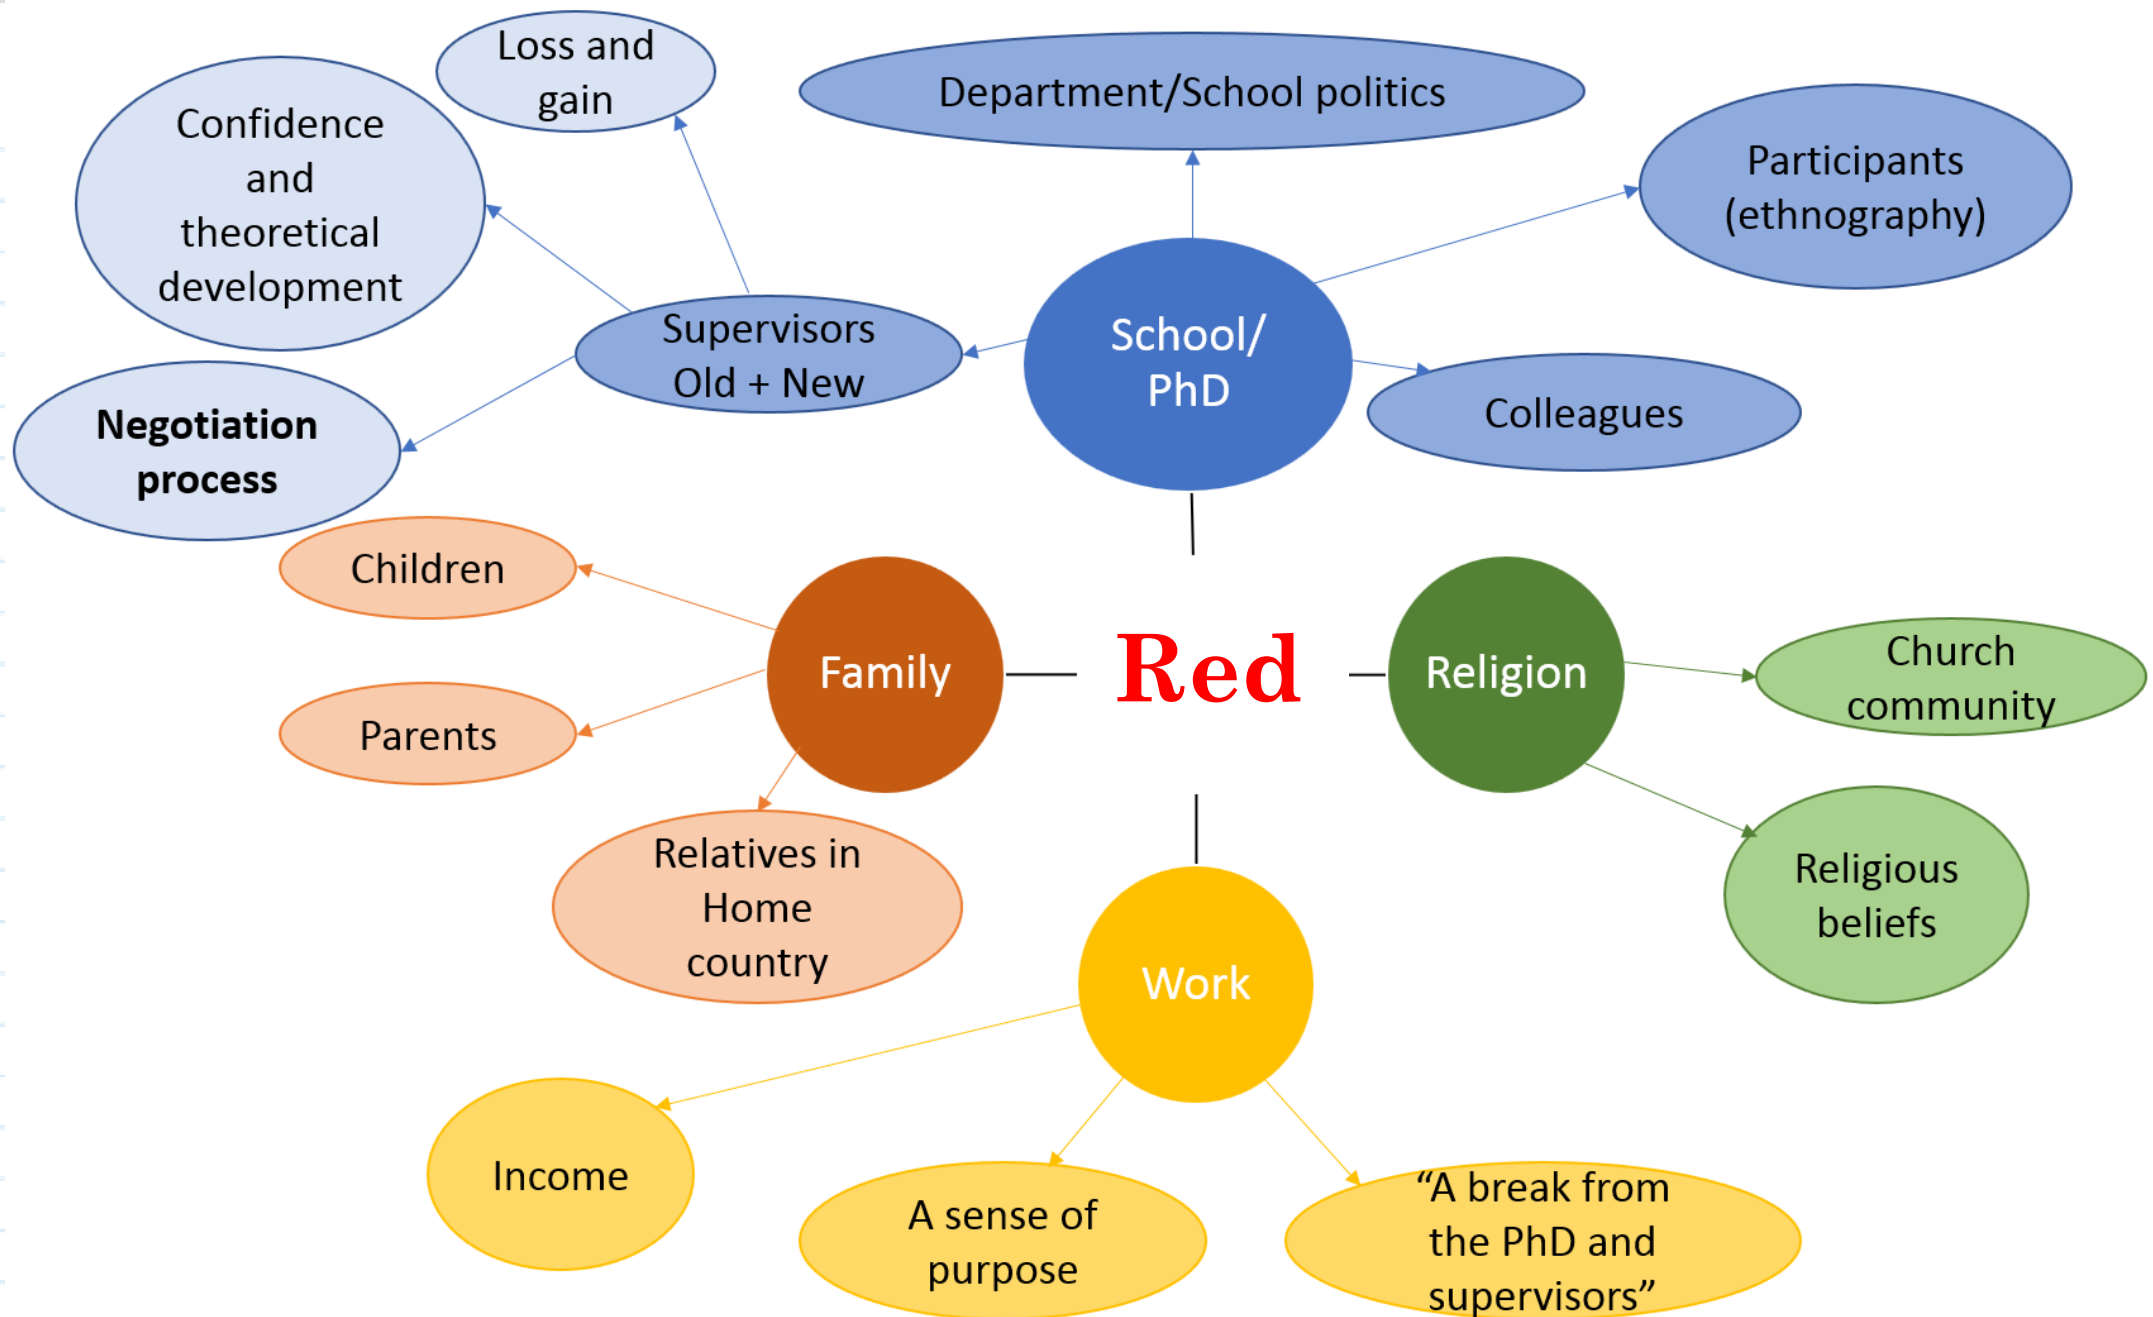 Loss and
gain
Department/School politics
Confidence
and
theoretical
development
Participants
(ethnography)
Supervisors
Old + New
School/
PhD
Colleagues
Negotiation
process
Children
Family
Red
Religion
Church
community
Parents
Relatives in
Home
country
Religious
beliefs
Work
Income
A sense of
purpose
“A break from
the PhD and
supervisors”